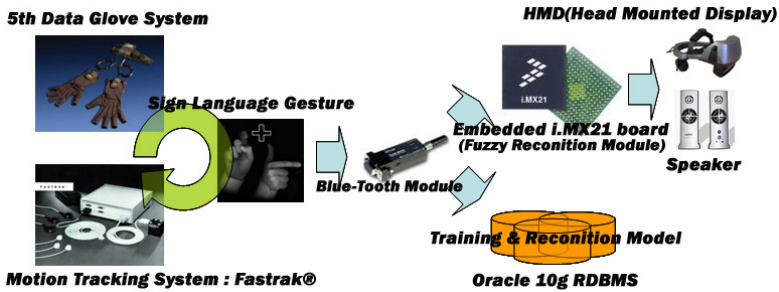 5th Data Glove System
HMD(Head Mounted Display)
i.MX21
Sign Language Gesture
FASTRAK
Blue-Tooth Module
Embedded i.MX21 board
(Fuzzy Reconition Module)
Speaker
Training & Reconition Model
Motion Tracking System : Fastrak®
Oracle 10g RDBMS